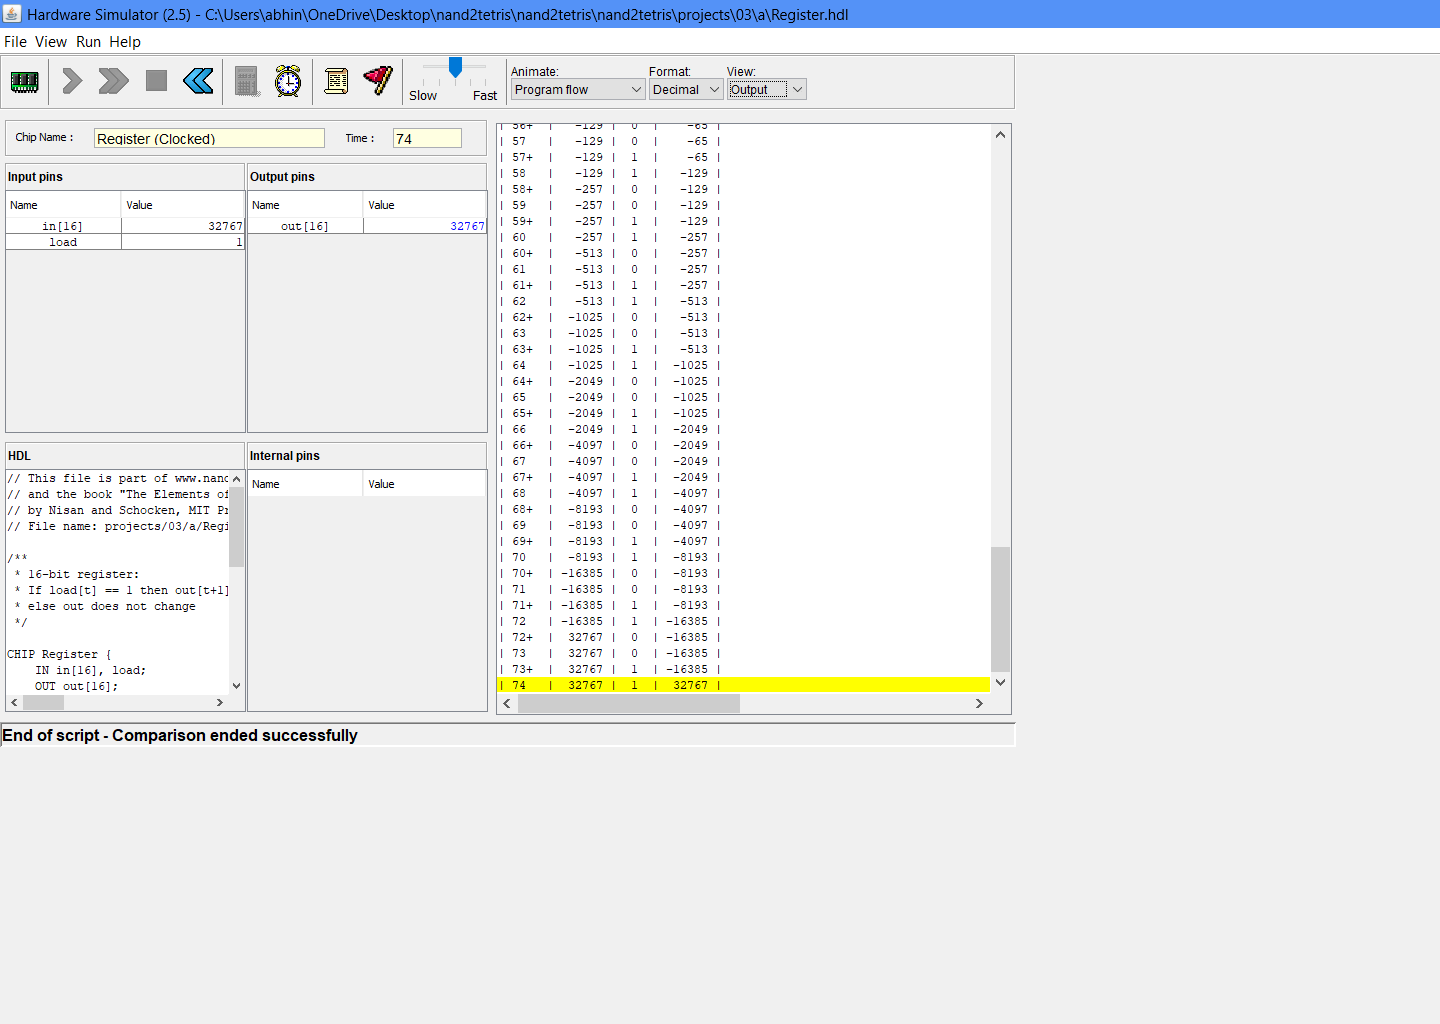 Hardware Simulator (2.5) - C:\Users\abhin\OneDrive\Desktop\nand2tetris\nand2tetris\nand2tetris\projects\03\a\Register.hdl
File View Run Help
Slow Fast
Animate: Format: View:
Program flow Decimal Output
Chip Name : Register (Clocked) Time : 74
Input pins
Name Value
in[16] 32767
load 1
Output pins
Name Value
out[16] 32767
HDL
// This file is part of www.nand
// and the book "The Elements of
// by Nisan and Schocken, MIT Pr
// File name: projects/03/a/Regi
/**
* 16-bit register:
* If load[t] == 1 then out[t+1]
* else out does not change
*/
CHIP Register {
IN in[16], load;
OUT out[16];
Internal pins
Name Value
| 56+ | -129 | 0 | -65 |
| 57 | -129 | 0 | -65 |
| 57+ | -129 | 1 | -65 |
| 58 | -129 | 1 | -129 |
| 58+ | -257 | 0 | -129 |
| 59 | -257 | 0 | -129 |
| 59+ | -257 | 1 | -129 |
| 60 | -257 | 1 | -257 |
| 60+ | -513 | 0 | -257 |
| 61 | -513 | 0 | -257 |
| 61+ | -513 | 1 | -257 |
| 62 | -513 | 1 | -513 |
| 62+ | -1025 | 0 | -513 |
| 63 | -1025 | 0 | -513 |
| 63+ | -1025 | 1 | -513 |
| 64 | -1025 | 1 | -1025 |
| 64+ | -2049 | 0 | -1025 |
| 65 | -2049 | 0 | -1025 |
| 65+ | -2049 | 1 | -1025 |
| 66 | -2049 | 1 | -2049 |
| 66+ | -4097 | 0 | -2049 |
| 67 | -4097 | 0 | -2049 |
| 67+ | -4097 | 1 | -2049 |
| 68 | -4097 | 1 | -4097 |
| 68+ | -8193 | 0 | -4097 |
| 69 | -8193 | 0 | -4097 |
| 69+ | -8193 | 1 | -4097 |
| 70 | -8193 | 1 | -8193 |
| 70+ | -16385 | 0 | -8193 |
| 71 | -16385 | 0 | -8193 |
| 71+ | -16385 | 1 | -8193 |
| 72 | -16385 | 1 | -16385 |
| 72+ | 32767 | 0 | -16385 |
| 73 | 32767 | 0 | -16385 |
| 73+ | 32767 | 1 | -16385 |
| 74 | 32767 | 1 | 32767 |
End of script - Comparison ended successfully